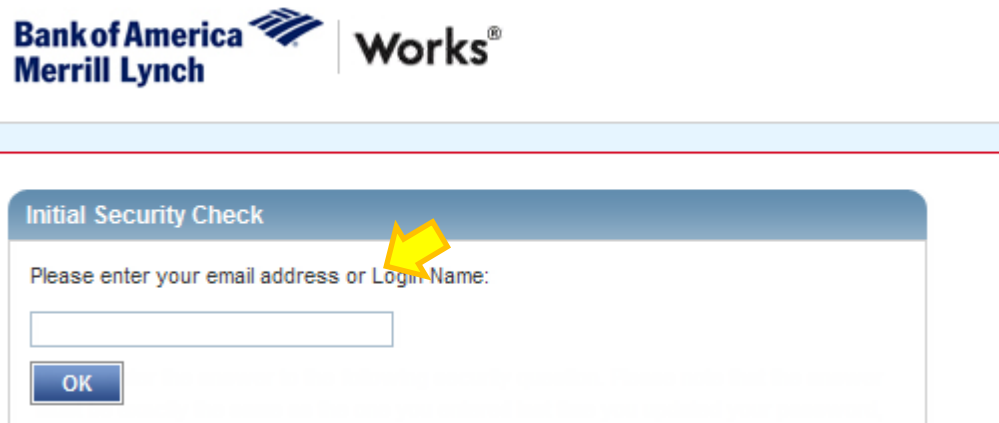 Bank of America
Merrill Lynch
Works®
Initial Security Check
Please enter your email address or Login Name:
OK